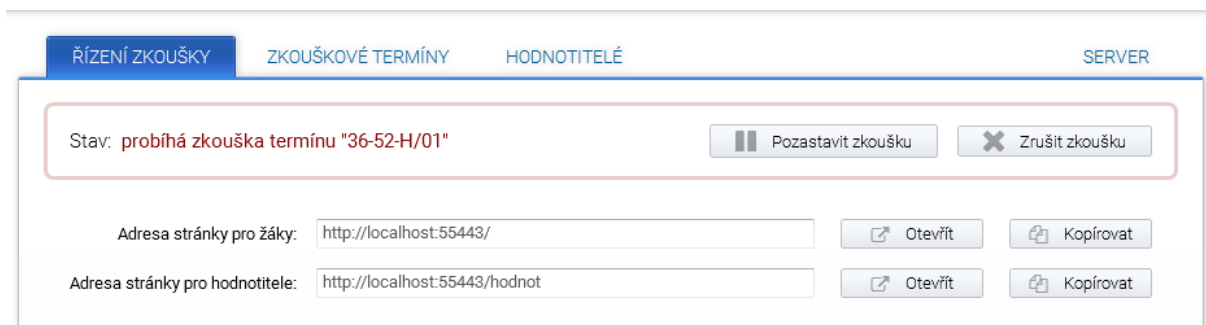 ŘÍZENÍ ZKOUŠKY ZKOUŠKOVÉ TERMÍNY HODNOTITELÉ SERVER
Stav: probíhá zkouška termínu "36-52-H/01" Pozastavit zkoušku Zrušit zkoušku
Adresa stránky pro žáky: http://localhost:55443/ Otevřít Kopírovat
Adresa stránky pro hodnotitele: http://localhost:55443/hodnot Otevřít Kopírovat